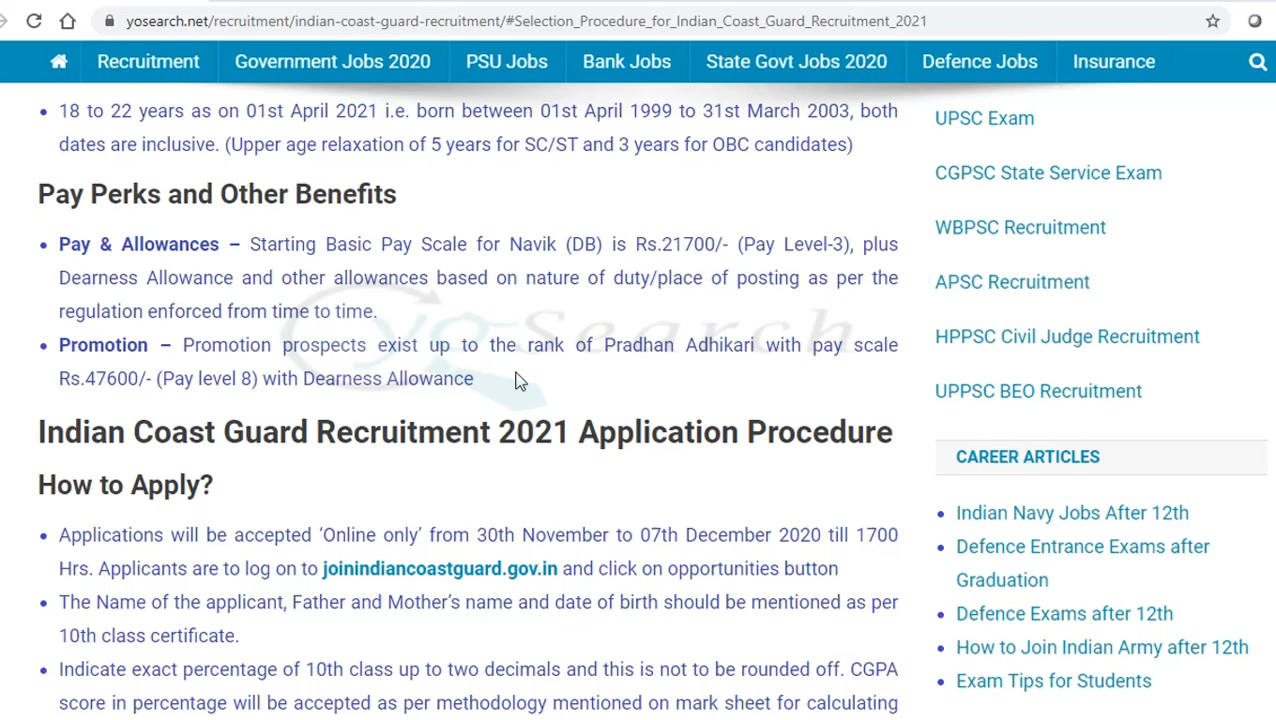 yosearch.net/recruitment/indian-coast-guard-recruitment/#Selection_Procedure_for_Indian_Coast_Guard_Recruitment_2021
Recruitment Government Jobs 2020 PSU Jobs Bank Jobs State Govt Jobs 2020 Defence Jobs Insurance
18 to 22 years as on 01st April 2021 i.e. born between 01st April 1999 to 31st March 2003, both
dates are inclusive. (Upper age relaxation of 5 years for SC/ST and 3 years for OBC candidates)
Pay Perks and Other Benefits
Pay & Allowances – Starting Basic Pay Scale for Navik (DB) is Rs.21700/- (Pay Level-3), plus
Dearness Allowance and other allowances based on nature of duty/place of posting as per the
regulation enforced from time to time.
yoSearch
Promotion – Promotion prospects exist up to the rank of Pradhan Adhikari with pay scale
Rs.47600/- (Pay level 8) with Dearness Allowance
Indian Coast Guard Recruitment 2021 Application Procedure
How to Apply?
Applications will be accepted ‘Online only’ from 30th November to 07th December 2020 till 1700
Hrs. Applicants are to log on to joinindiancoastguard.gov.in and click on opportunities button
The Name of the applicant, Father and Mother’s name and date of birth should be mentioned as per
10th class certificate.
Indicate exact percentage of 10th class up to two decimals and this is not to be rounded off. CGPA
score in percentage will be accepted as per methodology mentioned on mark sheet for calculating
UPSC Exam
CGPSC State Service Exam
WBPSC Recruitment
APSC Recruitment
HPPSC Civil Judge Recruitment
UPPSC BEO Recruitment
CAREER ARTICLES
Indian Navy Jobs After 12th
Defence Entrance Exams after
Graduation
Defence Exams after 12th
How to Join Indian Army after 12th
Exam Tips for Students